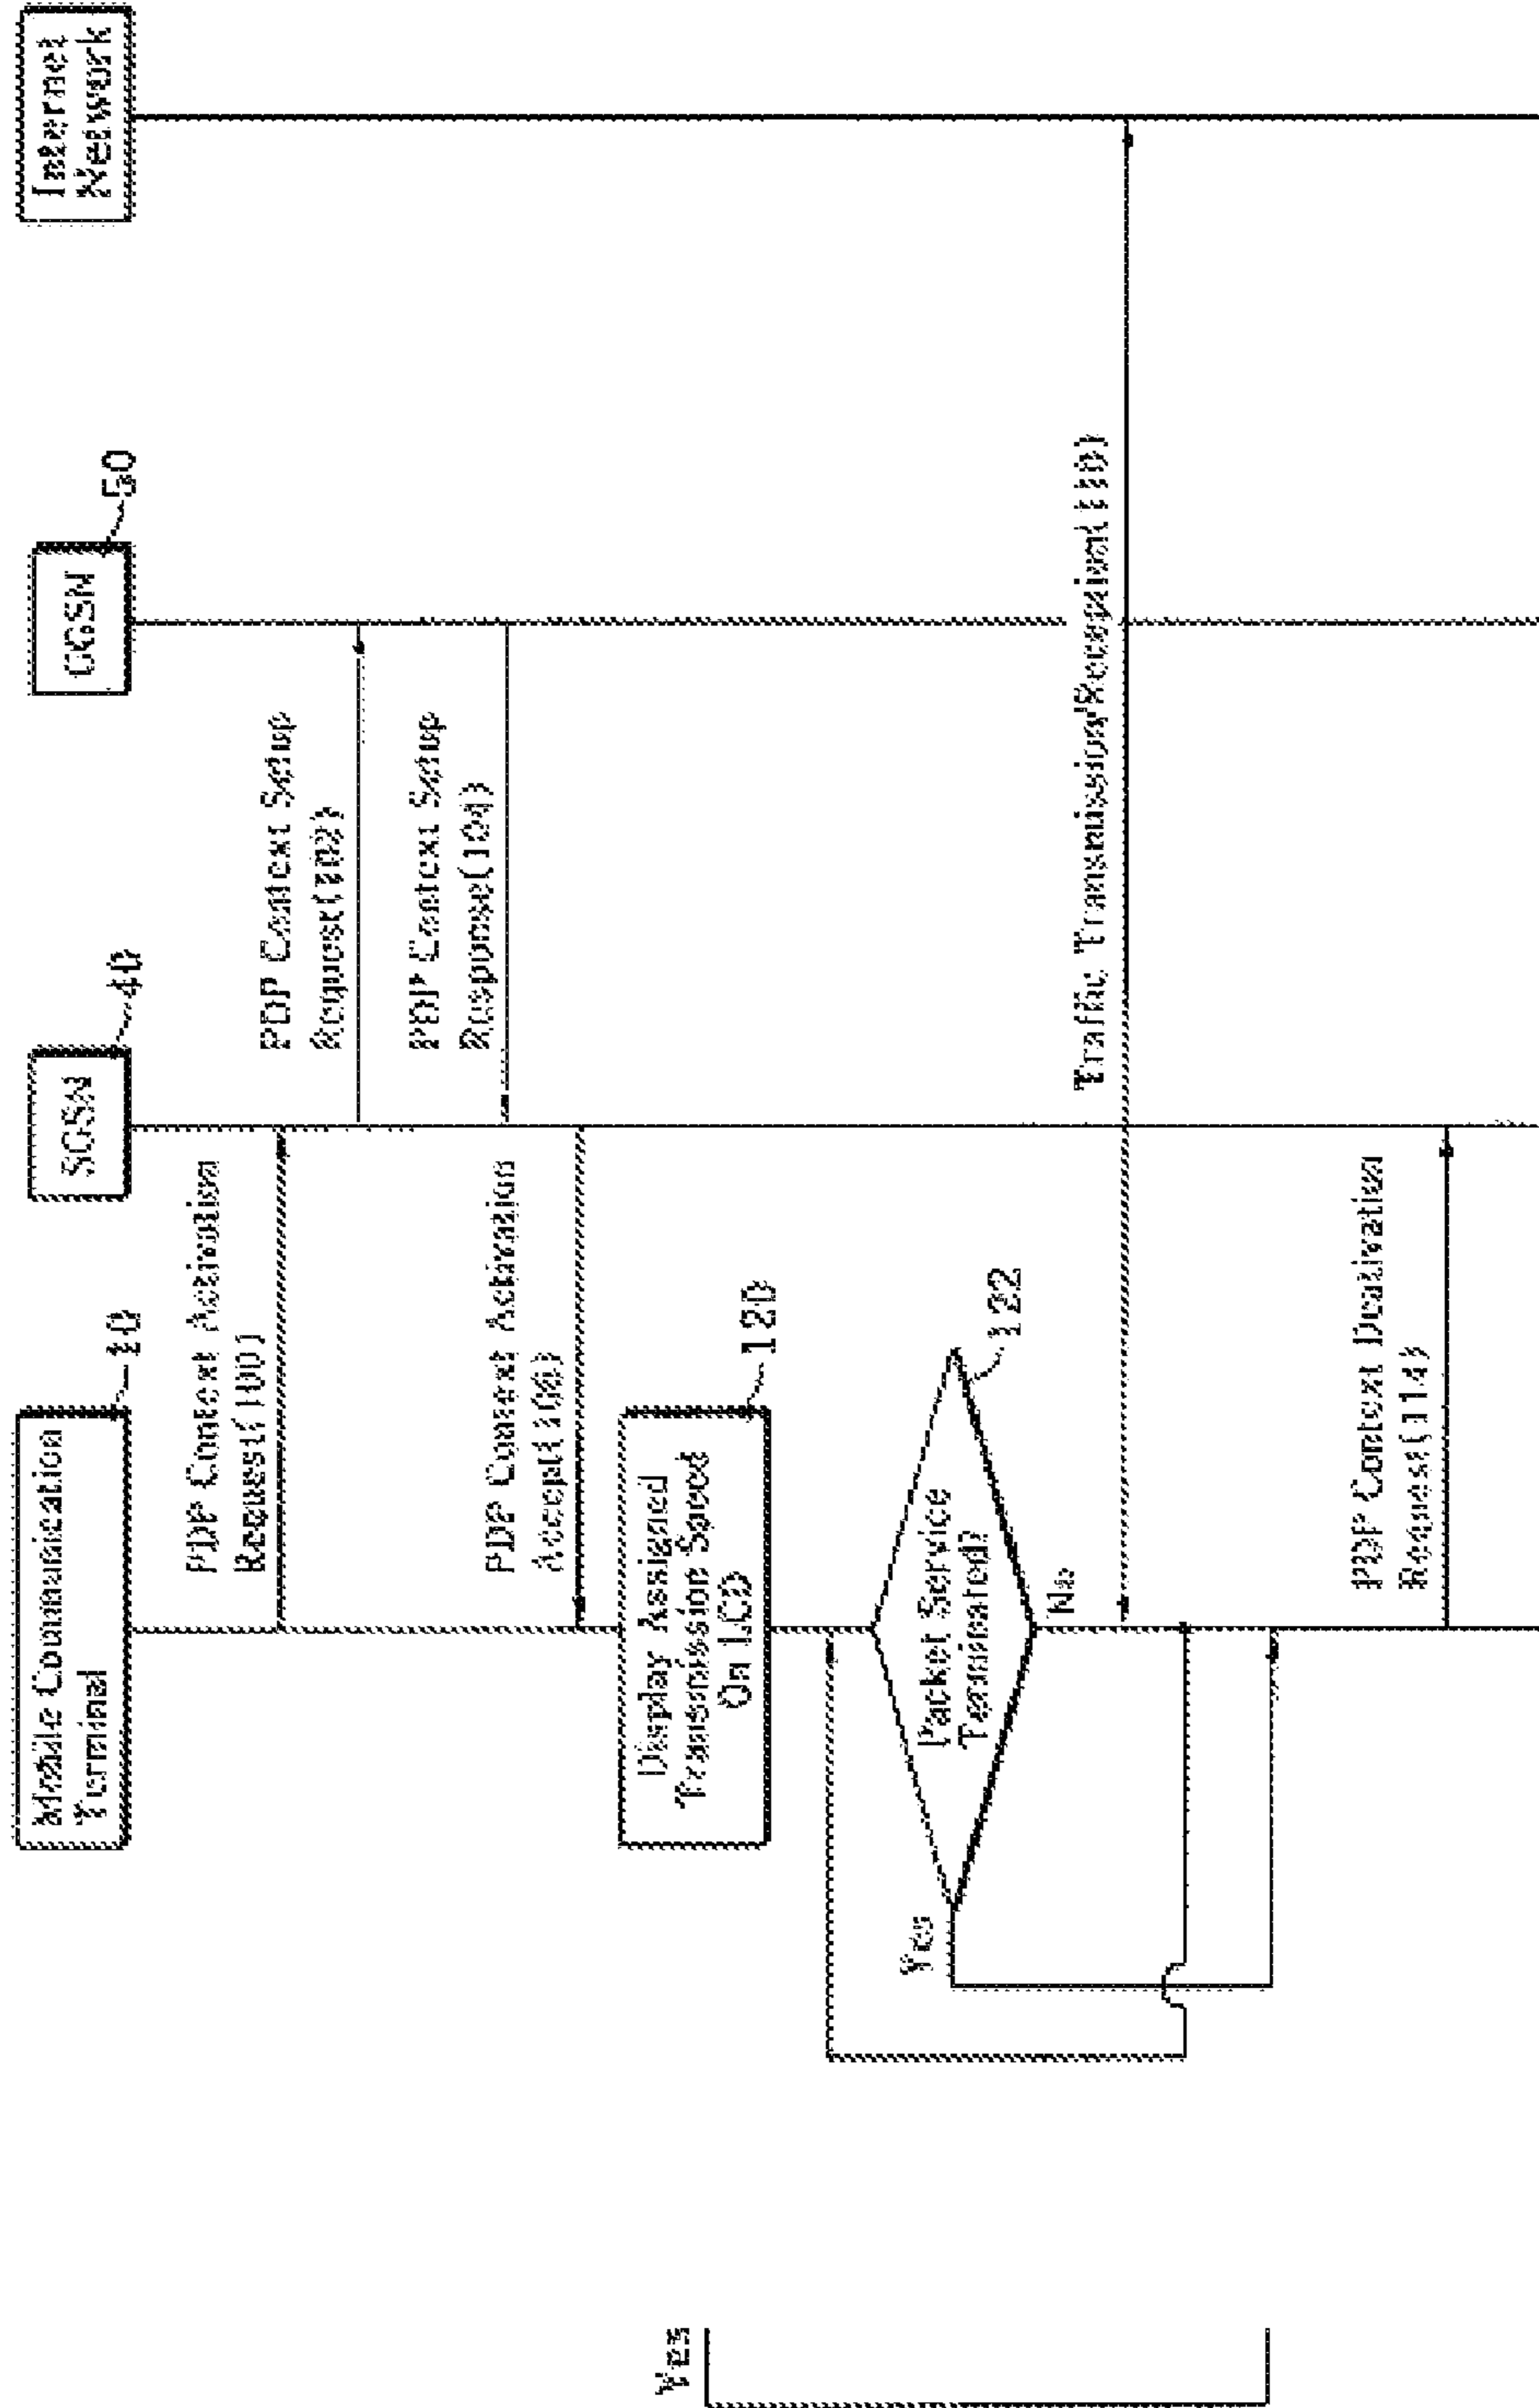 Mobile Communication
Terminal
10
SGSN
40
GGSN
50
Internet
Network
PDP Context Activation
Request(100)
PDP Context Setup
Request(102)
PDP Context Setup
Response(104)
PDP Context Activation
Accept(106)
Display Assigned
Transmission Speed
On LCD
120
Yes
Packet Service
Terminated?
122
No
Traffic Transmission/Reception(110)
PDP Context Deativation
Request(114)
Yes